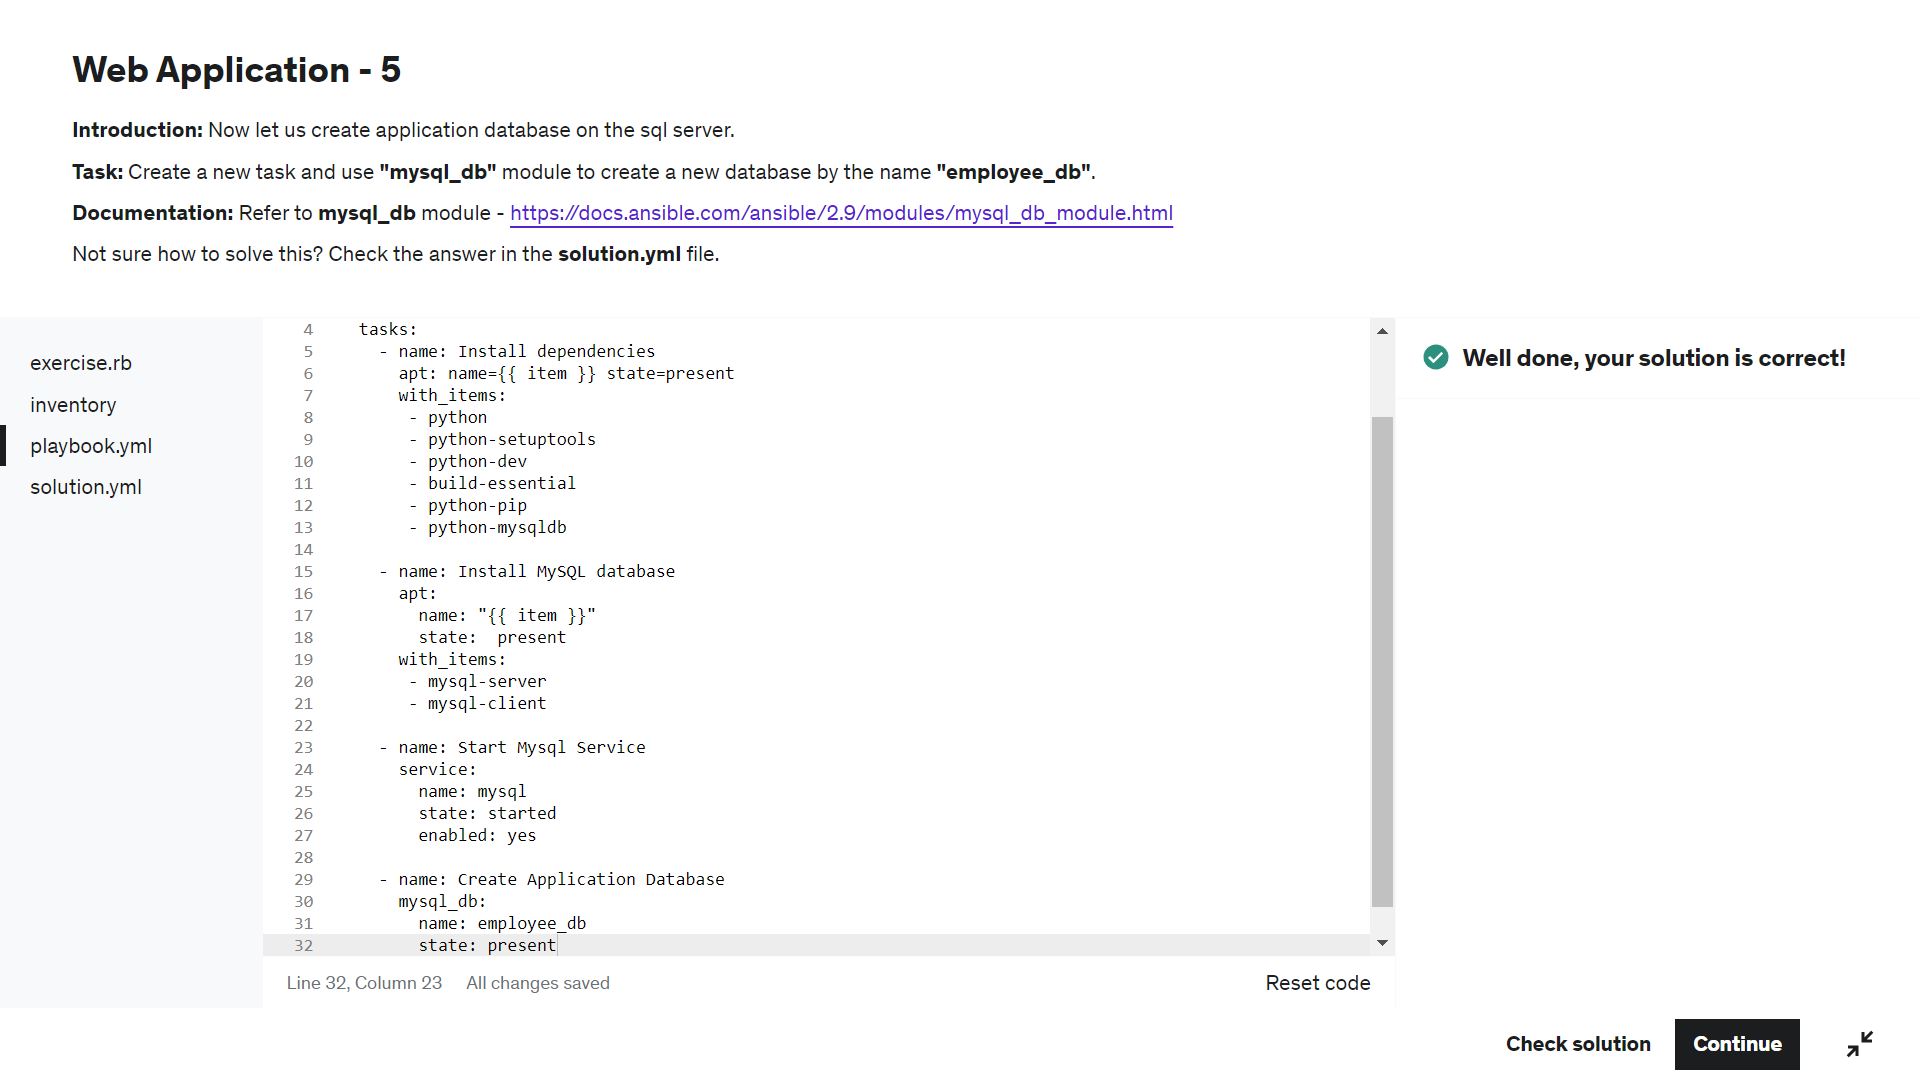 Web Application - 5
Introduction: Now let us create application database on the sql server.
Task: Create a new task and use "mysql_db" module to create a new database by the name "employee_db".
Documentation: Refer to mysql_db module - https://docs.ansible.com/ansible/2.9/modules/mysql_db_module.html
Not sure how to solve this? Check the answer in the solution.yml file.
exercise.rb
inventory
playbook.yml
solution.yml
4 tasks:
5 - name: Install dependencies
6 apt: name={{ item }} state=present
7 with_items:
8 - python
9 - python-setuptools
10 - python-dev
11 - build-essential
12 - python-pip
13 - python-mysqldb
14
15 - name: Install MySQL database
16 apt:
17 name: "{{ item }}"
18 state:  present
19 with_items:
20 - mysql-server
21 - mysql-client
22
23 - name: Start Mysql Service
24 service:
25 name: mysql
26 state: started
27 enabled: yes
28
29 - name: Create Application Database
30 mysql_db:
31 name: employee_db
32 state: present
Line 32, Column 23 All changes saved
Reset code
Well done, your solution is correct!
Check solution
Continue